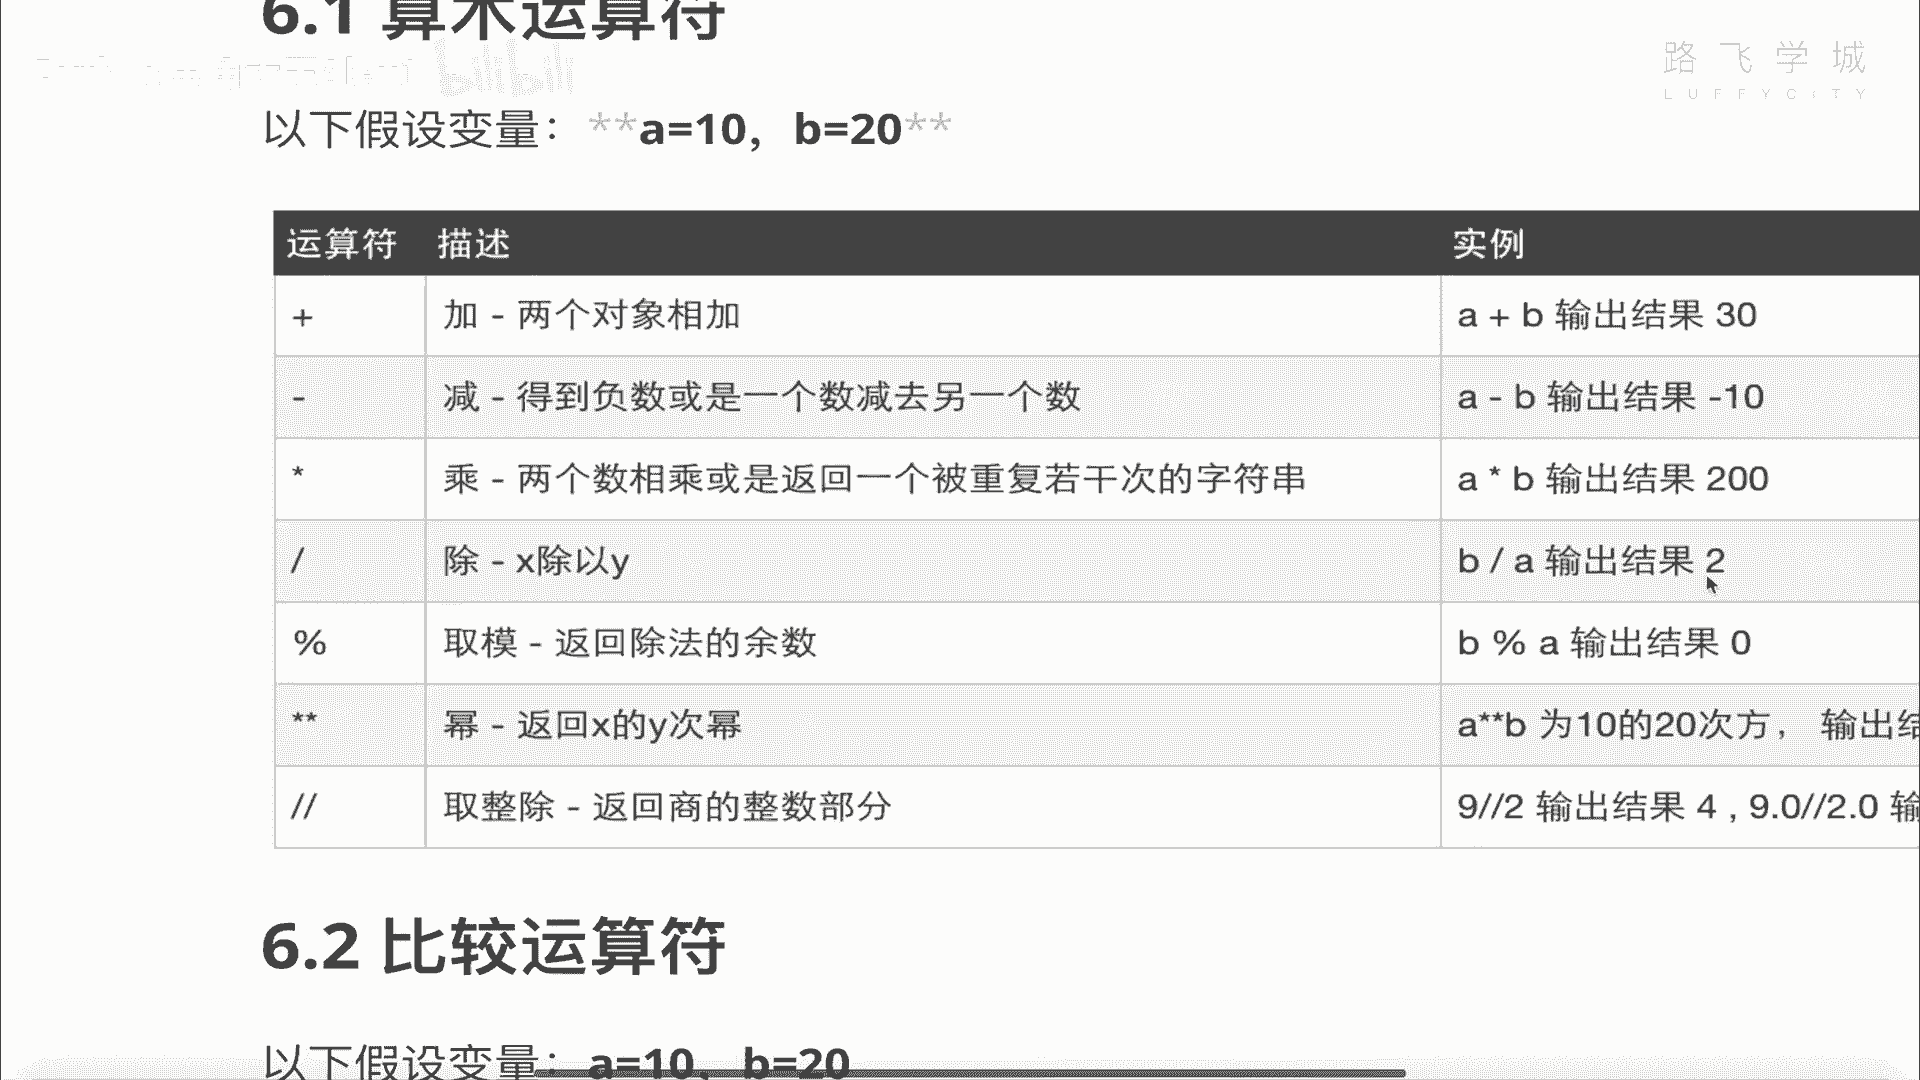 6.1 算术运算符
bilibili
路飞学城
LUFFYCITY
以下假设变量：**a=10，b=20**
运算符 描述 实例
+ 加 - 两个对象相加 a + b 输出结果 30
- 减 - 得到负数或是一个数减去另一个数 a - b 输出结果 -10
* 乘 - 两个数相乘或是返回一个被重复若干次的字符串 a * b 输出结果 200
/ 除 - x除以y b / a 输出结果 2
% 取模 - 返回除法的余数 b % a 输出结果 0
** 幂 - 返回x的y次幂 a**b 为10的20次方， 输出结
// 取整除 - 返回商的整数部分 9//2 输出结果 4 , 9.0//2.0 输
6.2 比较运算符
以下假设变量：a=10，b=20